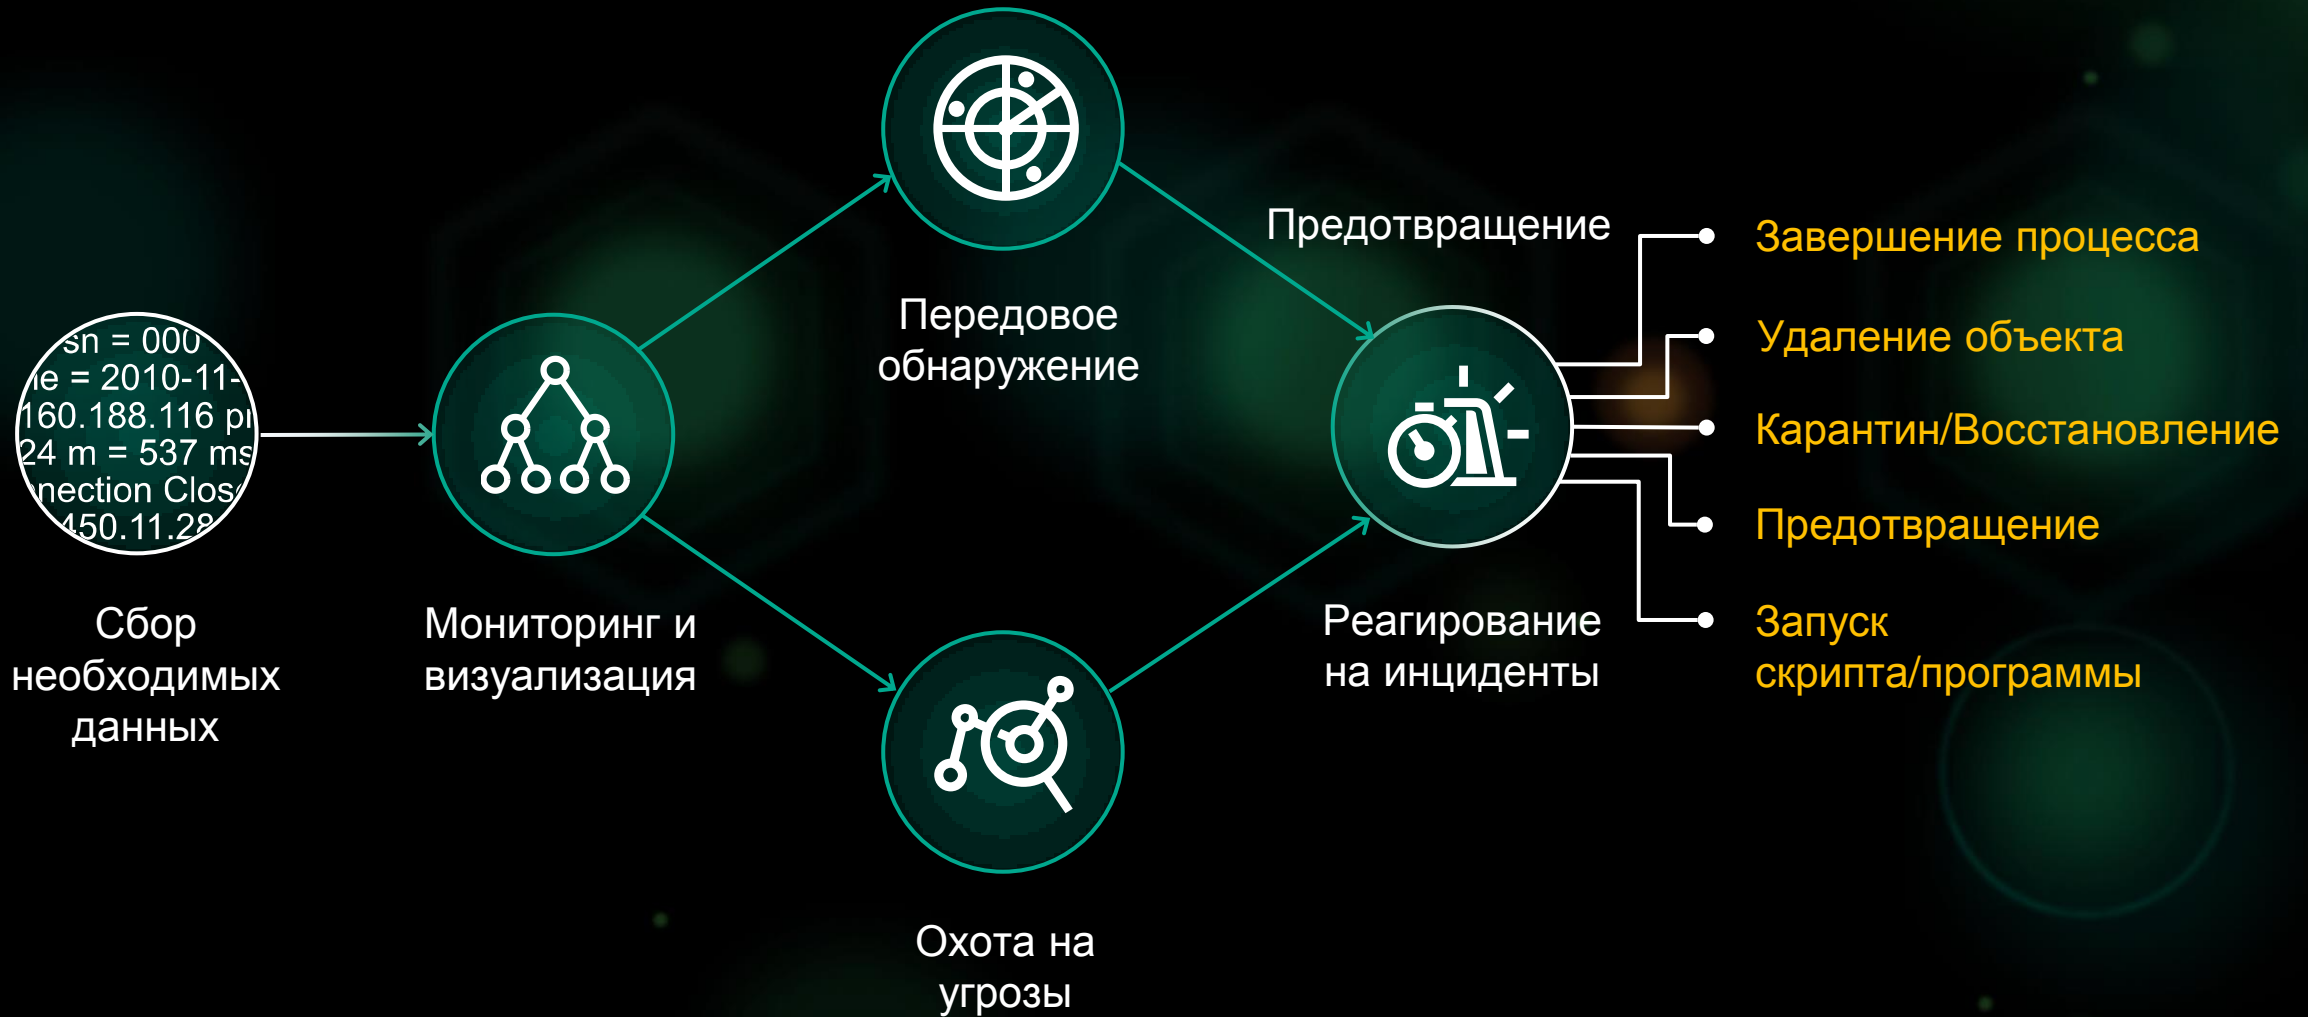 sn = 000
ie = 2010-11-
160.188.116
24 m = 537 ms
nection Clos
450.11.28
Сбор
необходимых
данных
Мониторинг и
визуализация
Передовое
обнаружение
Охота на
угрозы
Предотвращение
Реагирование
на инциденты
Завершение процесса
Удаление объекта
Карантин/Восстановление
Предотвращение
Запуск
скрипта/программы